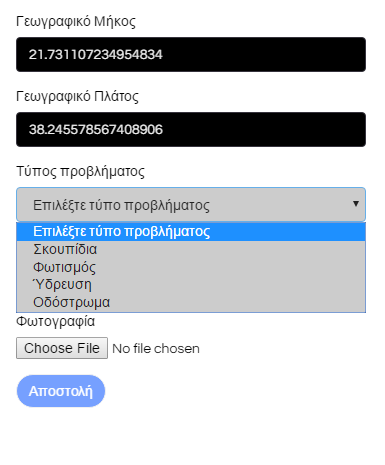 Γεωγραφικό Μήκος
21.731107234954834
Γεωγραφικό Πλάτος
38.245578567408906
Τύπος προβλήματος
Επιλέξτε τύπο προβλήματος
Επιλέξτε τύπο προβλήματος
Σκουπίδια
Φωτισμός
Ύδρευση
Οδόστρωμα
Φωτογραφία
Choose File No file chosen
Αποστολή